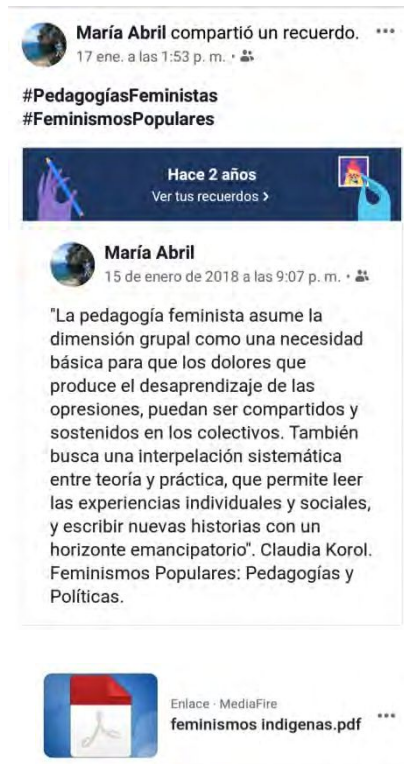 María Abril compartió un recuerdo.
17 ene. a las 1:53 p. m. ·
#PedagogíasFeministas
#FeminismosPopulares
Hace 2 años
Ver tus recuerdos >
María Abril
15 de enero de 2018 a las 9:07 p. m. ·
"La pedagogía feminista asume la
dimensión grupal como una necesidad
básica para que los dolores que
produce el desaprendizaje de las
opresiones, puedan ser compartidos y
sostenidos en los colectivos. También
busca una interpelación sistemática
entre teoría y práctica, que permite leer
las experiencias individuales y sociales,
y escribir nuevas historias con un
horizonte emancipatorio". Claudia Korol.
Feminismos Populares: Pedagogías y
Políticas.
Enlace · MediaFire
feminismos indigenas.pdf